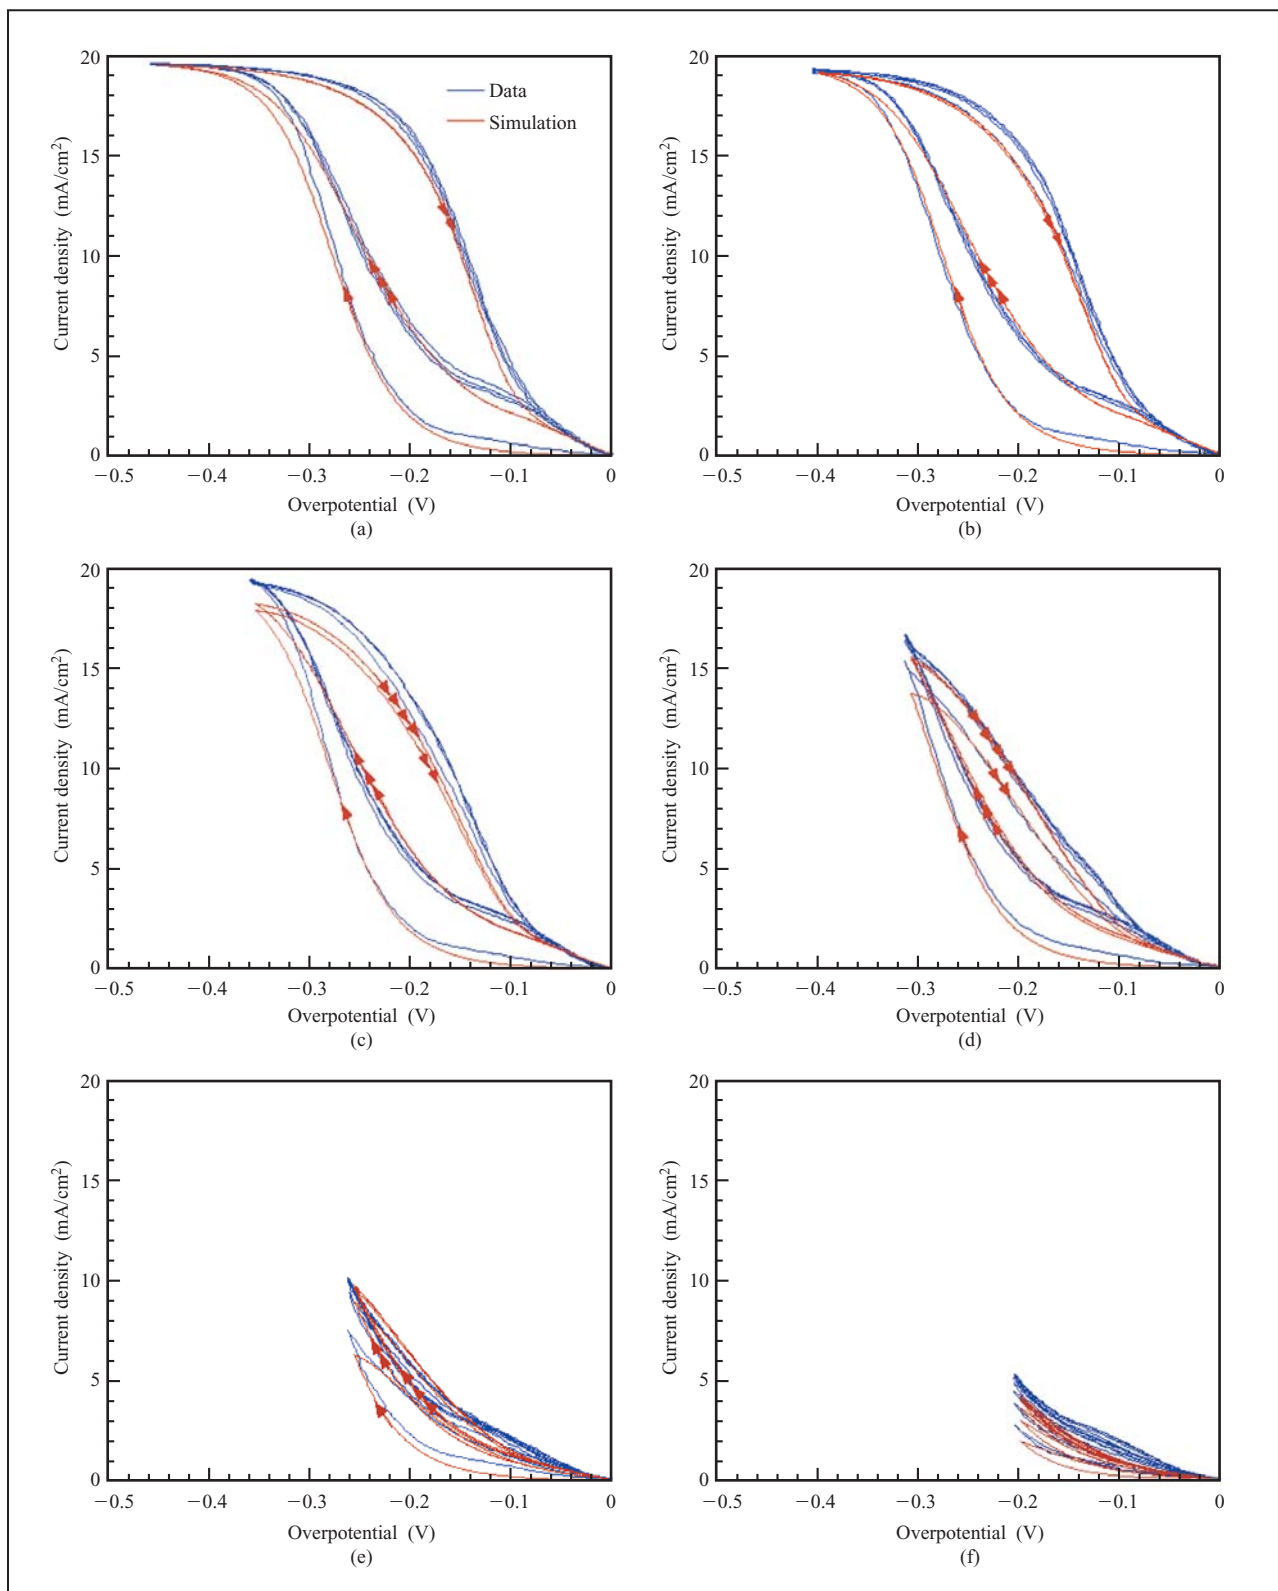 20
15
10
5
0
Current density (mA/cm2)
Data
Simulation
−0.5 −0.4 −0.3 −0.2 −0.1 0
Overpotential (V)
(a)
20
15
10
5
0
Current density (mA/cm2)
−0.5 −0.4 −0.3 −0.2 −0.1 0
Overpotential (V)
(b)
20
15
10
5
0
Current density (mA/cm2)
−0.5 −0.4 −0.3 −0.2 −0.1 0
Overpotential (V)
(c)
20
15
10
5
0
Current density (mA/cm2)
−0.5 −0.4 −0.3 −0.2 −0.1 0
Overpotential (V)
(d)
20
15
10
5
0
Current density (mA/cm2)
−0.5 −0.4 −0.3 −0.2 −0.1 0
Overpotential (V)
(e)
20
15
10
5
0
Current density (mA/cm2)
−0.5 −0.4 −0.3 −0.2 −0.1 0
Overpotential (V)
(f)